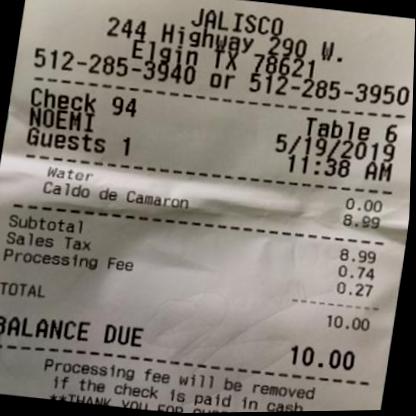 JALISCO
244 Highway 290 W.
Elgin TX 78621
512-285-3940 or 512-285-3950
Check 94 Table 6
NOEMI 5/19/2019
Guests 1 11:38 AM
Water 0.00
Caldo de Camaron 8.99
Subtotal 8.99
Sales Tax 0.74
Processing Fee 0.27
TOTAL 10.00
BALANCE DUE 10.00
Processing fee will be removed
if the check is paid in cash
**THANK YOU FOR